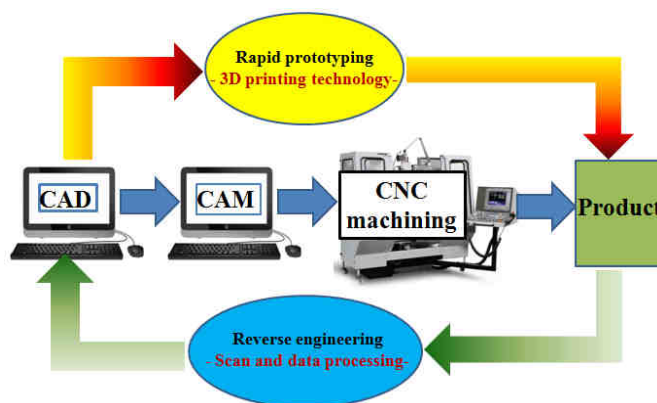 Rapid prototyping
- 3D printing technology-
CAD
CAM
CNC
machining
Product
Reverse engineering
- Scan and data processing-